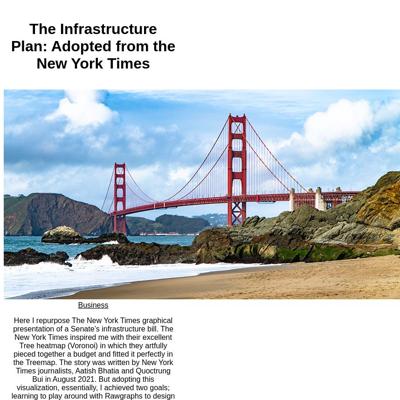 The Infrastructure
Plan: Adopted from the
New York Times
Business
Here I repurpose The New York Times graphical
presentation of a Senate's infrastructure bill. The
New York Times inspired me with their excellent
Tree heatmap (Voronoi) in which they artfully
pieced together a budget and fitted it perfectly in
the Treemap. The story was written by New York
Times journalists, Aatish Bhatia and Quoctrung
Bui in August 2021. But adopting this
visualization, essentially, I achieved two goals;
learning to play around with Rawgraphs to design